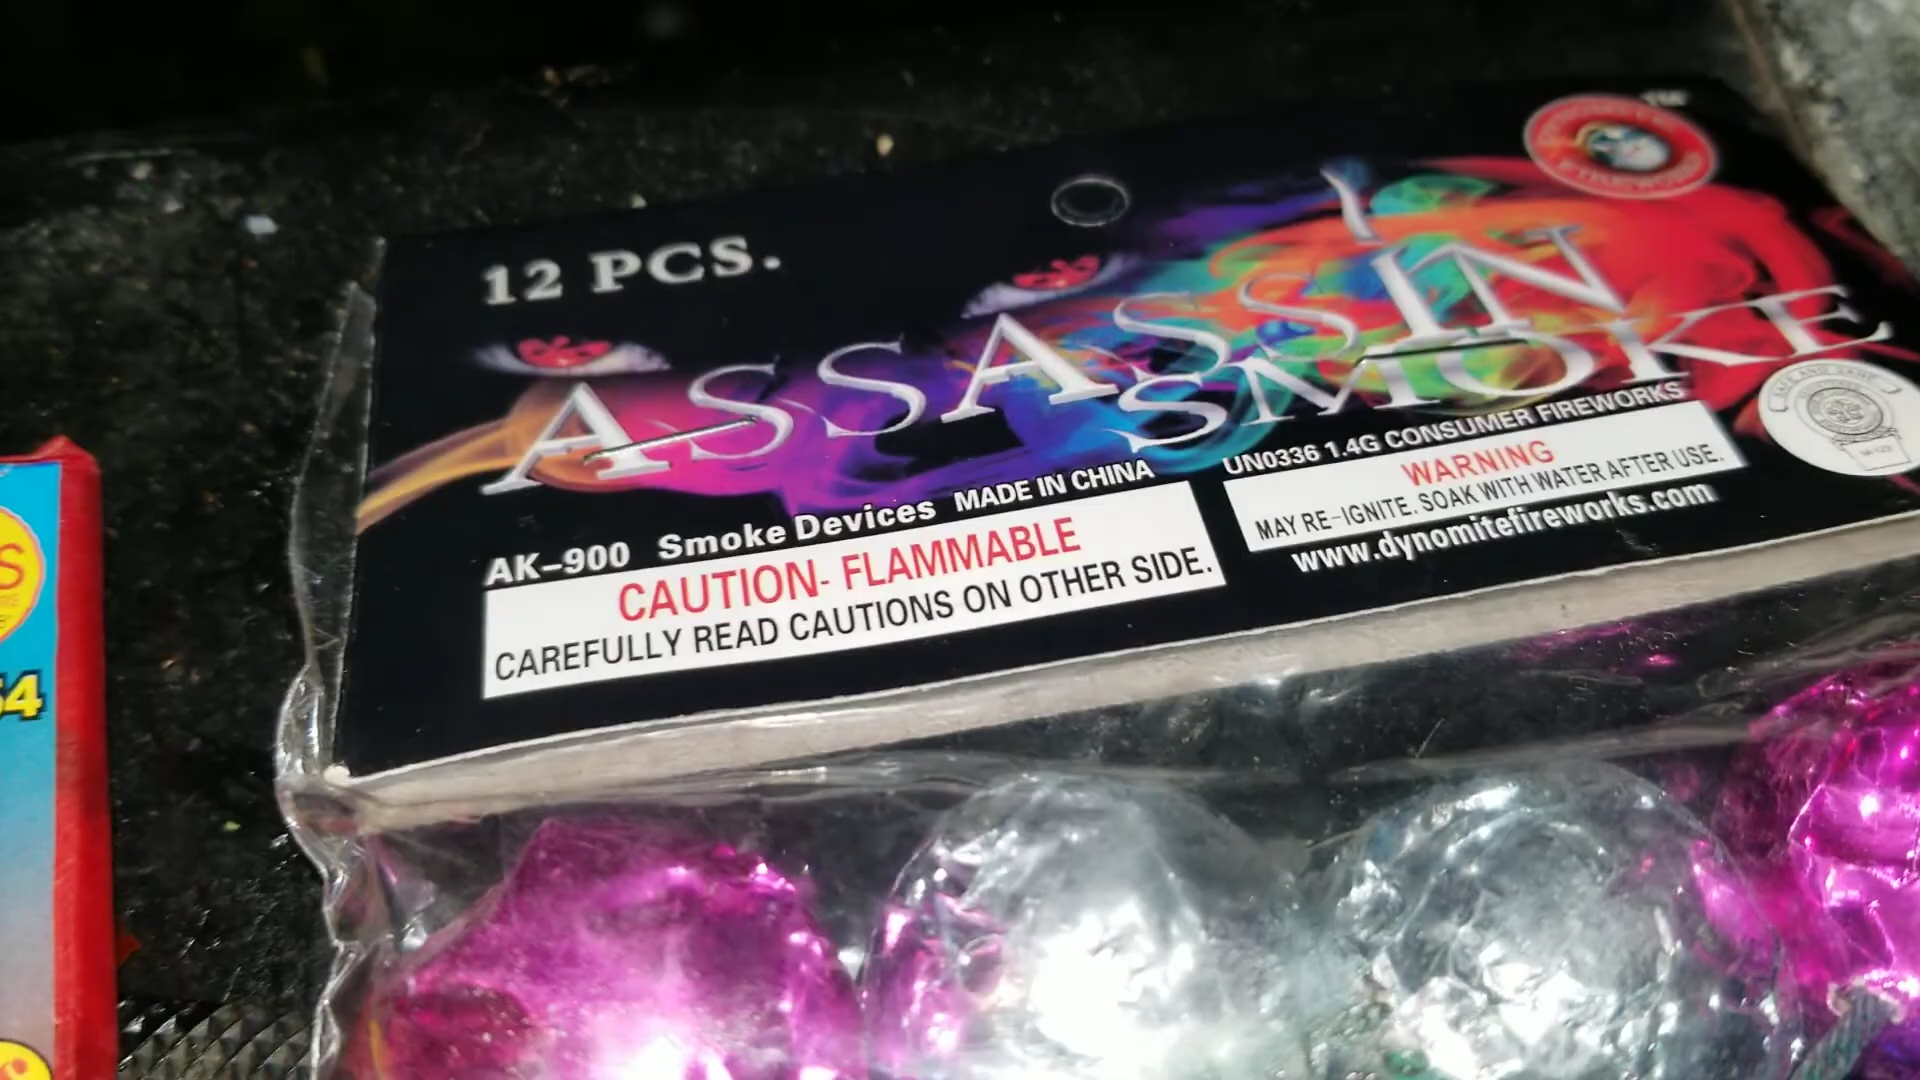 12 PCS.
ASSASSIN
SMOKE
AK-900 Smoke Devices MADE IN CHINA
CAUTION- FLAMMABLE
CAREFULLY READ CAUTIONS ON OTHER SIDE.
UN0336 1.4G CONSUMER FIREWORKS
WARNING
MAY RE-IGNITE. SOAK WITH WATER AFTER USE.
www.dynomitefireworks.com
S
54